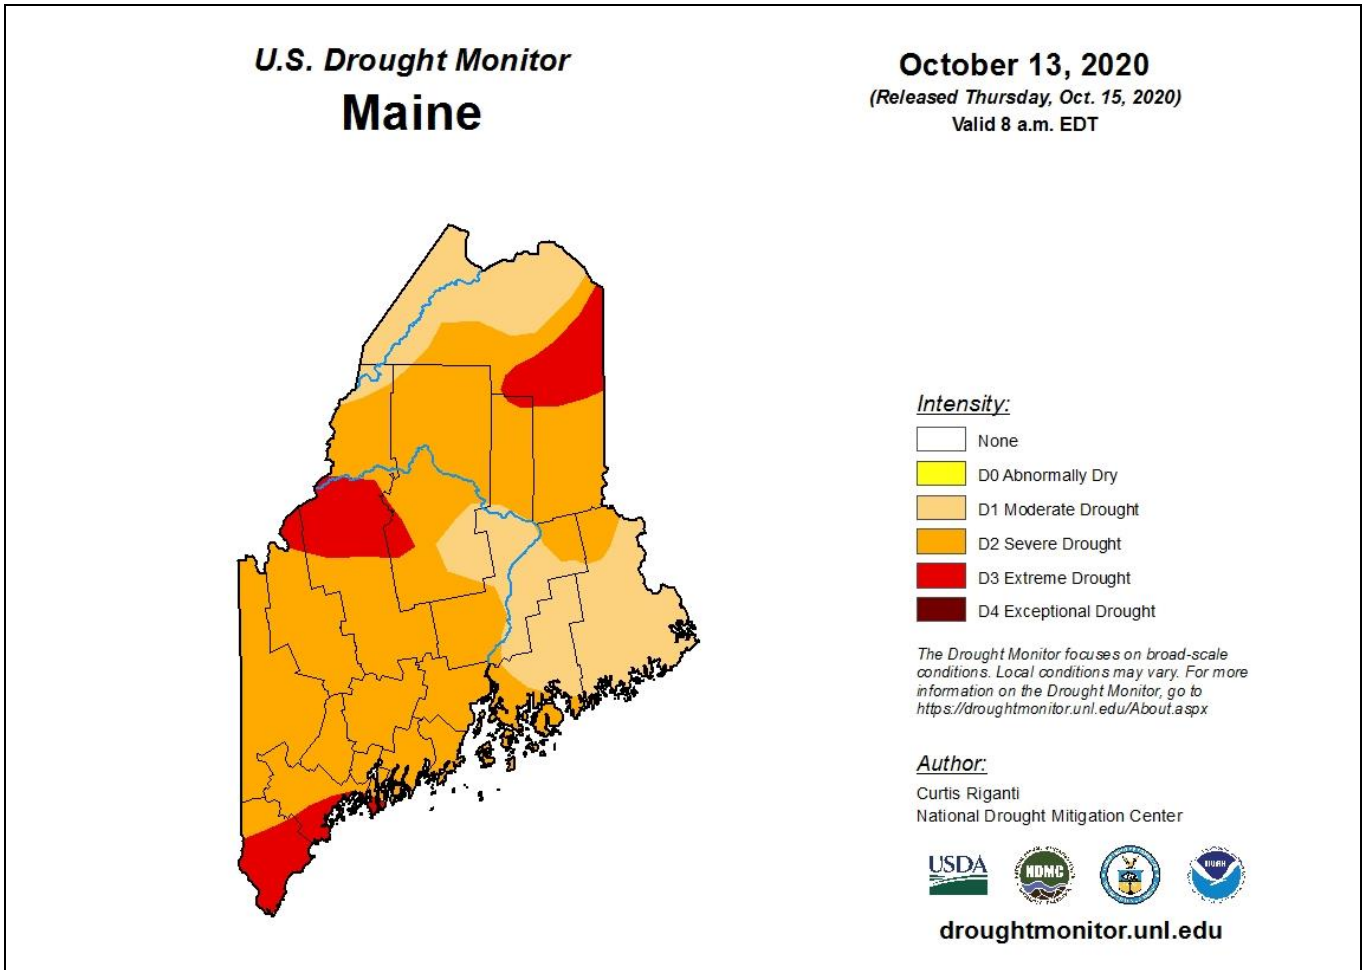 U.S. Drought Monitor
Maine
October 13, 2020
(Released Thursday, Oct. 15, 2020)
Valid 8 a.m. EDT
Intensity:
None
D0 Abnormally Dry
D1 Moderate Drought
D2 Severe Drought
D3 Extreme Drought
D4 Exceptional Drought
The Drought Monitor focuses on broad-scale
conditions. Local conditions may vary. For more
information on the Drought Monitor, go to
https://droughtmonitor.unl.edu/About.aspx
Author:
Curtis Riganti
National Drought Mitigation Center
USDA
NDMC
NOAA
droughtmonitor.unl.edu